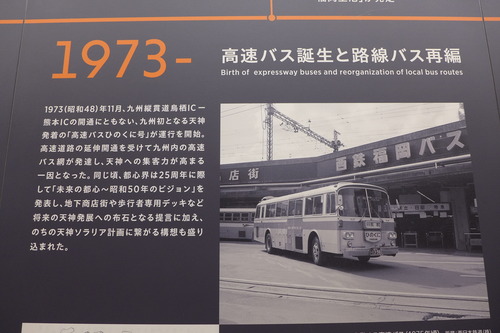 1973-
高速バス誕生と路線バス再編
Birth of expressway buses and reorganization of local bus routes
1973(昭和48)年11月、九州縦貫道鳥栖IC－
熊本ICの開通にともない、九州初となる天神
発着の「高速バスひのくに号」が運行を開始。
高速道路の延伸開通を受けて九州内の高速
バス網が発達し、天神への集客力が高まる
一因となった。同じ頃、都心界は25周年に際
して「未来の都心～昭和50年のビジョン」を
発表し、地下商店街や歩行者専用デッキなど
将来の天神発展への布石となる提言に加え、
のちの天神ソラリア計画に繋がる構想も盛り
込まれた。
店街
西鉄福岡バス
ひのくに